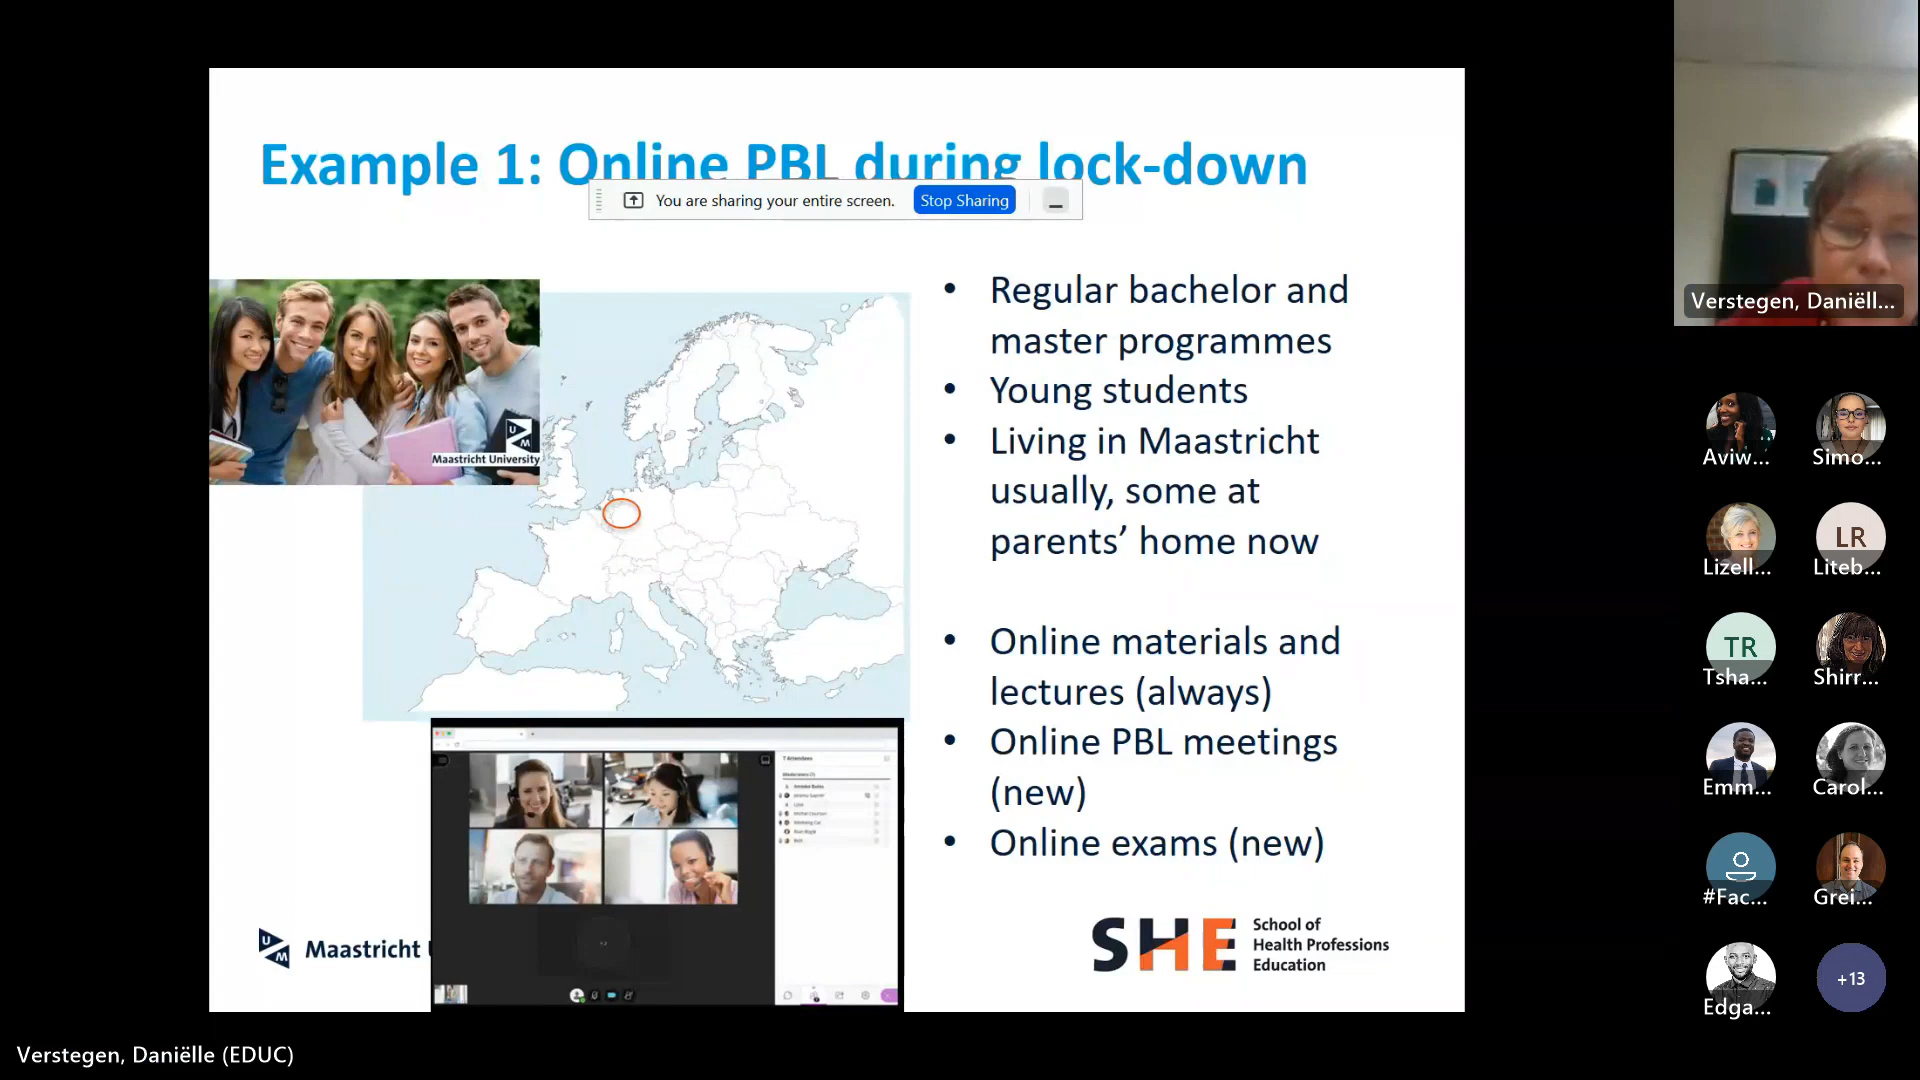 Example 1: Online PBL during lock-down
You are sharing your entire screen.
Stop Sharing
U
M
Maastricht University
• Regular bachelor and
master programmes
• Young students
• Living in Maastricht
usually, some at
parents’ home now
• Online materials and
lectures (always)
• Online PBL meetings
(new)
• Online exams (new)
7 Attendees
U
M
Maastricht
SHE
School of
Health Professions
Education
Verstegen, Daniëll...
Aviw...
Simo...
Lizell...
LR
Liteb...
TR
Tsha...
Shirr...
Emm...
Carol...
#Fac...
Grei...
Edga...
+13
Verstegen, Daniëlle (EDUC)